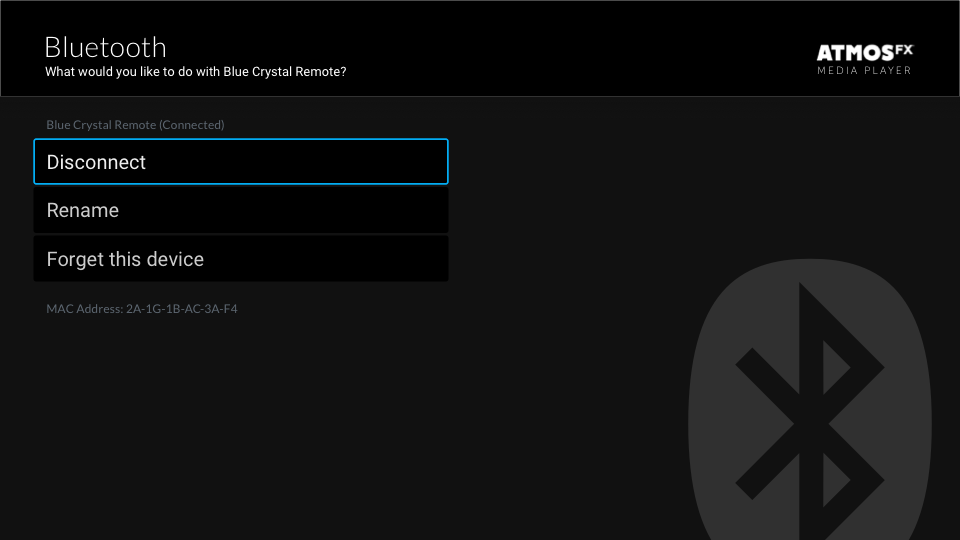 Bluetooth
What would you like to do with Blue Crystal Remote?
ATMOSFX
MEDIA PLAYER
Blue Crystal Remote (Connected)
Disconnect
Rename
Forget this device
MAC Address: 2A-1G-1B-AC-3A-F4